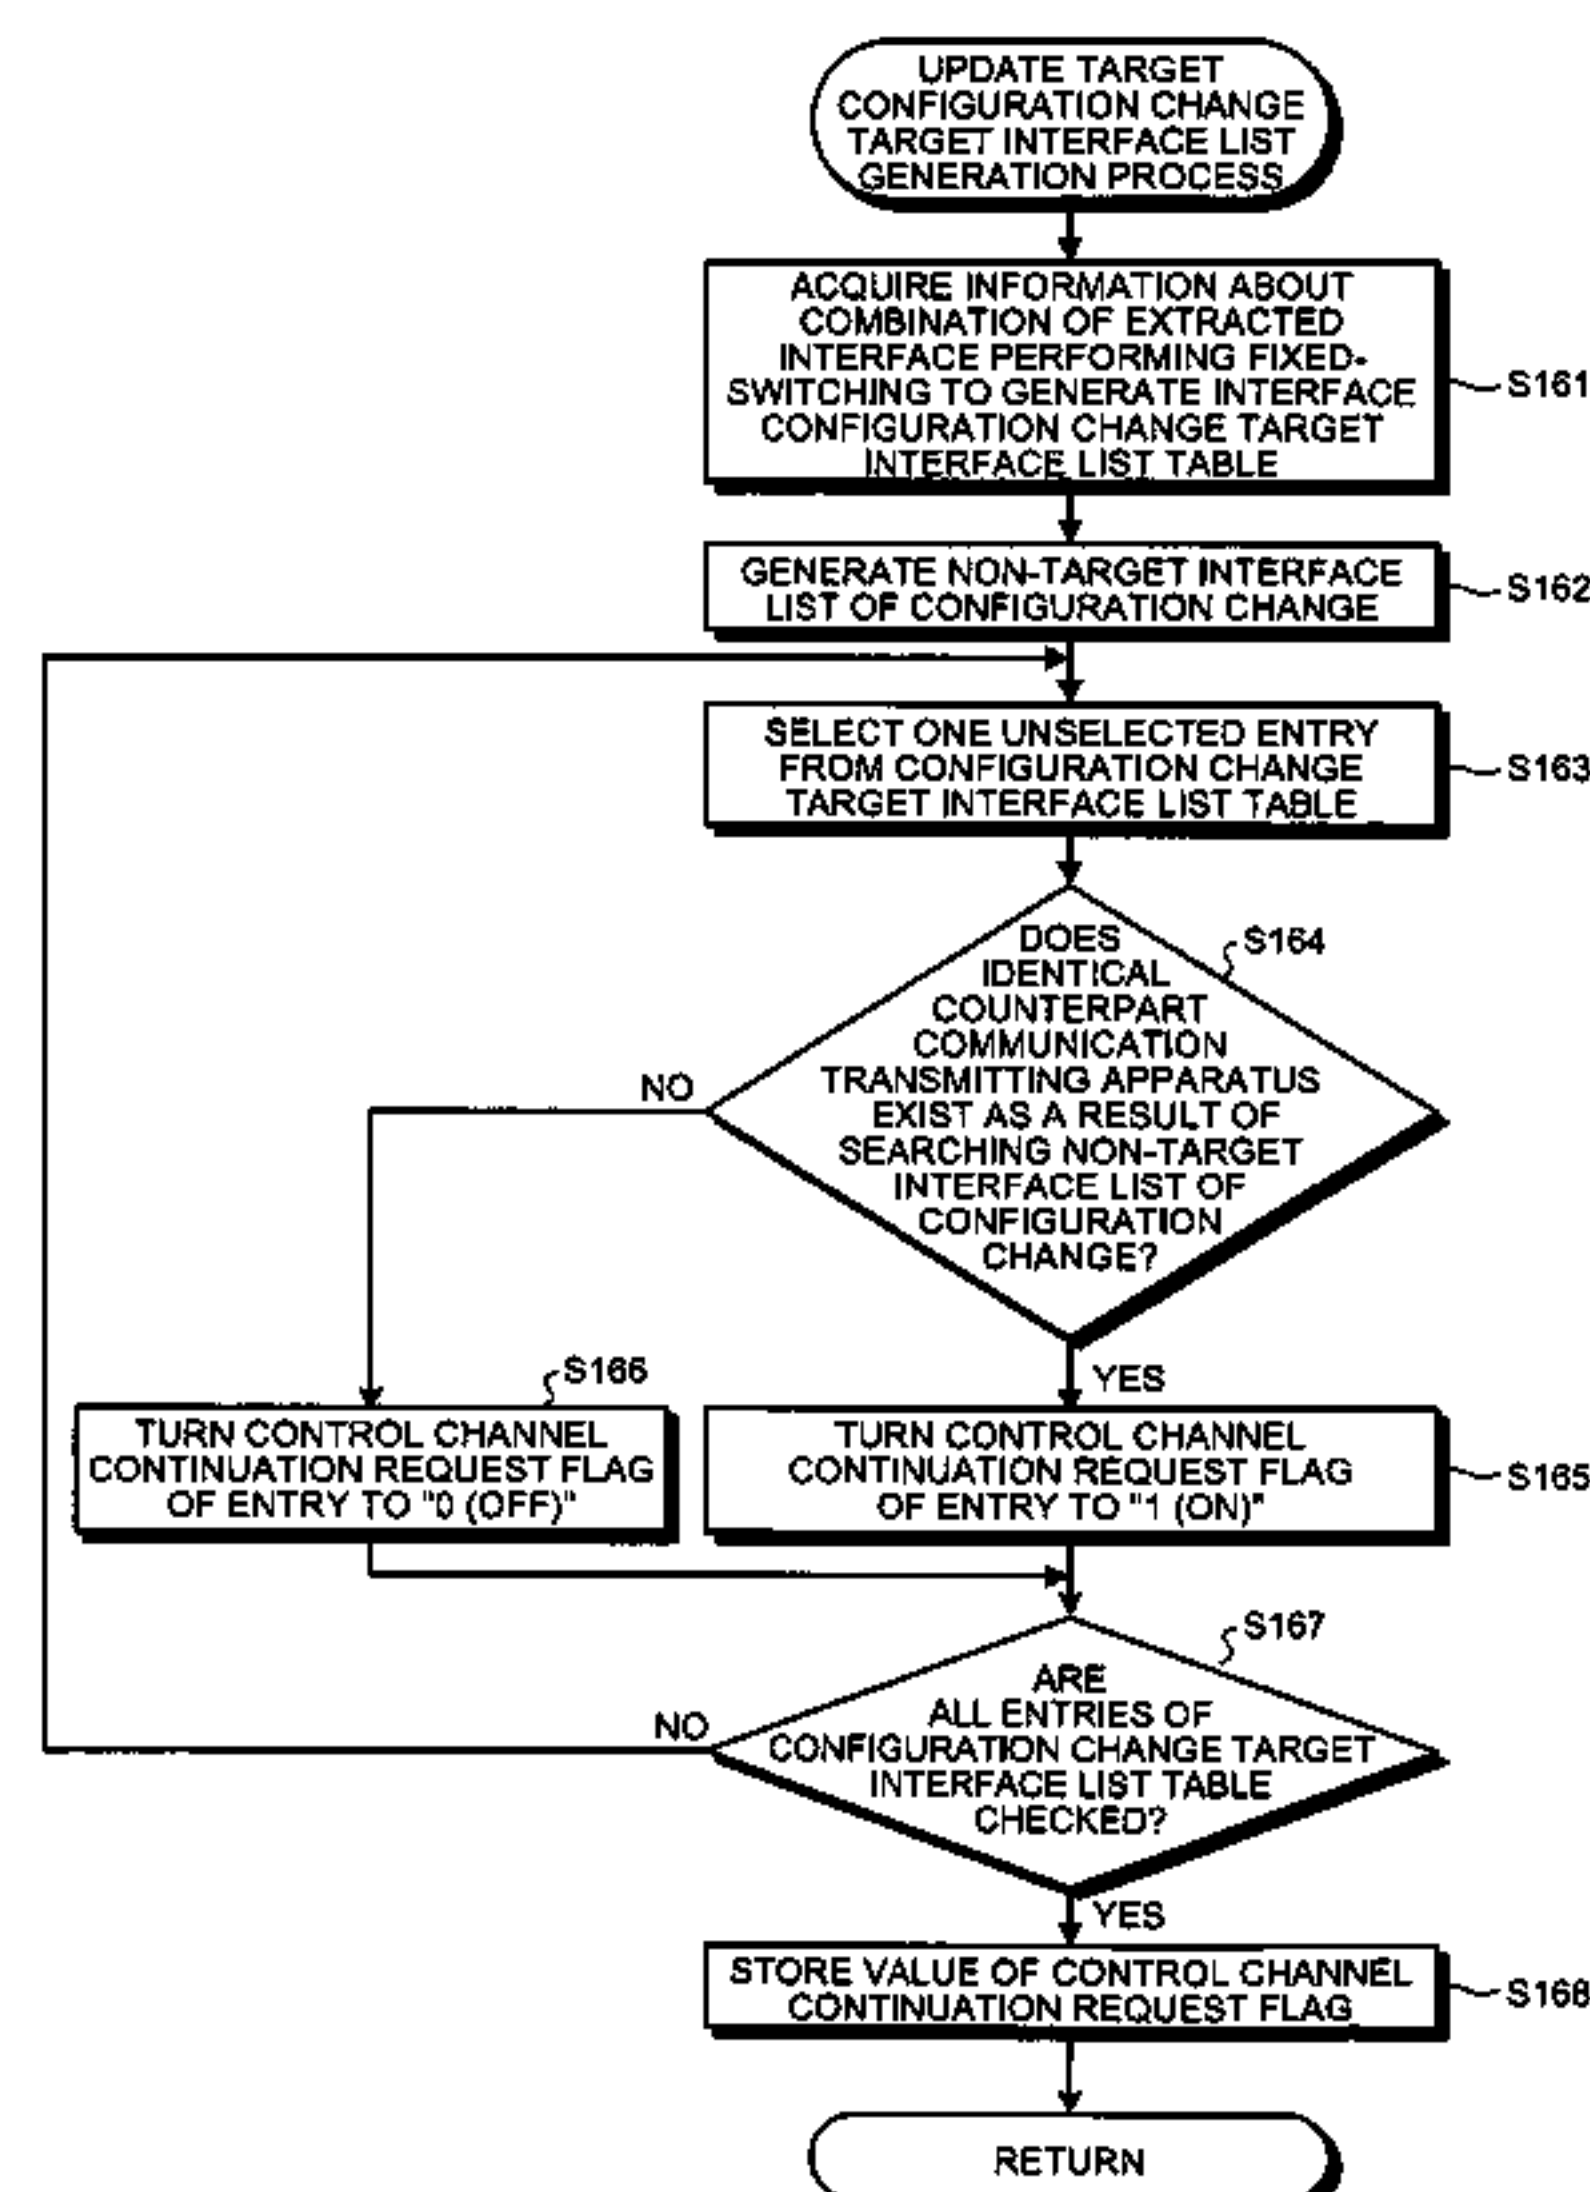 UPDATE TARGET
CONFIGURATION CHANGE
TARGET INTERFACE LIST
GENERATION PROCESS
ACQUIRE INFORMATION ABOUT
COMBINATION OF EXTRACTED
INTERFACE PERFORMING FIXED-
SWITCHING TO GENERATE INTERFACE
CONFIGURATION CHANGE TARGET
INTERFACE LIST TABLE
S161
GENERATE NON-TARGET INTERFACE
LIST OF CONFIGURATION CHANGE
S162
SELECT ONE UNSELECTED ENTRY
FROM CONFIGURATION CHANGE
TARGET INTERFACE LIST TABLE
S163
DOES
IDENTICAL
COUNTERPART
COMMUNICATION
TRANSMITTING APPARATUS
EXIST AS A RESULT OF
SEARCHING NON-TARGET
INTERFACE LIST OF
CONFIGURATION
CHANGE?
S164
NO
YES
S166
TURN CONTROL CHANNEL
CONTINUATION REQUEST FLAG
OF ENTRY TO "0 (OFF)"
TURN CONTROL CHANNEL
CONTINUATION REQUEST FLAG
OF ENTRY TO "1 (ON)"
S165
S167
ARE
ALL ENTRIES OF
CONFIGURATION CHANGE TARGET
INTERFACE LIST TABLE
CHECKED?
NO
YES
STORE VALUE OF CONTROL CHANNEL
CONTINUATION REQUEST FLAG
S168
RETURN